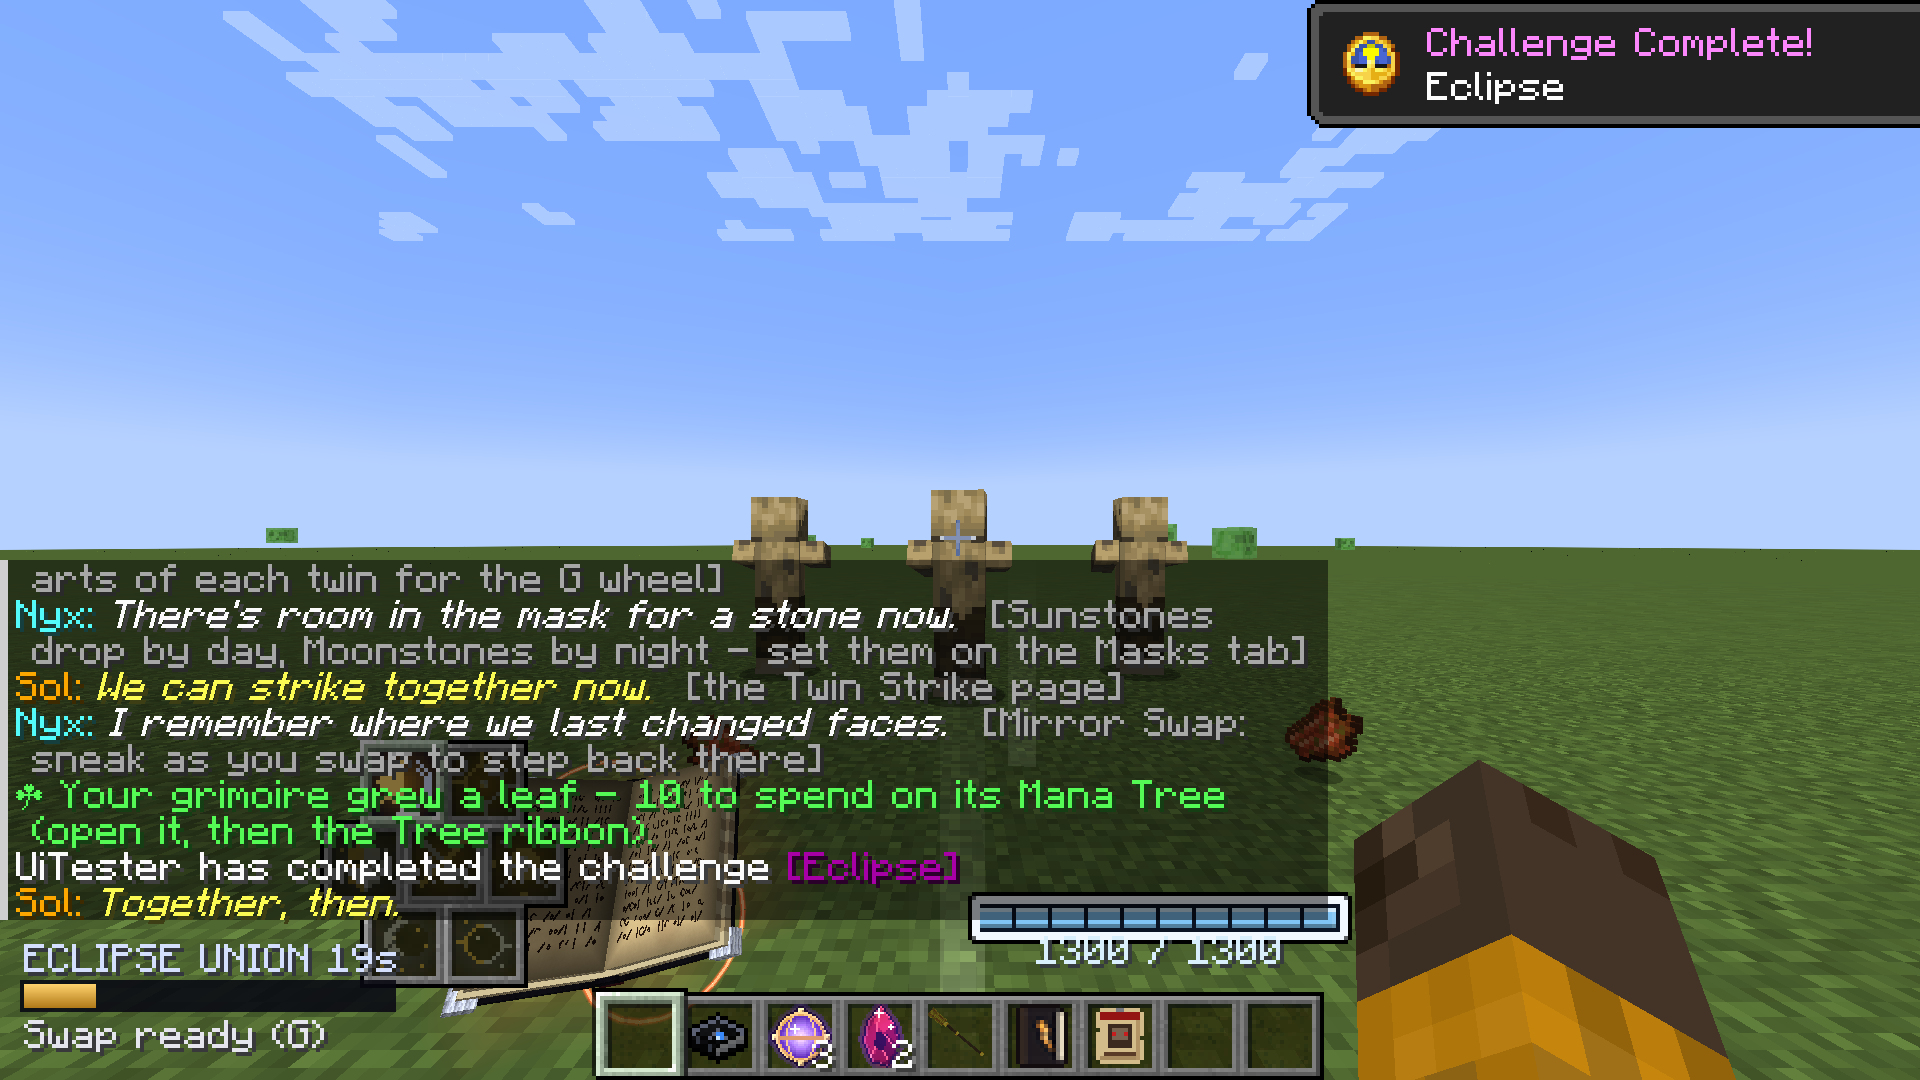 Challenge Complete!
Eclipse
arts of each twin for the G wheel]
Nyx: There's room in the mask for a stone now. [Sunstones
drop by day, Moonstones by night - set them on the Masks tab]
Sol: We can strike together now. [the Twin Strike page]
Nyx: I remember where we last changed faces. [Mirror Swap:
sneak as you swap to step back there]
☘ Your grimoire grew a leaf - 10 to spend on its Mana Tree
(open it, then the Tree ribbon).
UiTester has completed the challenge [Eclipse]
Sol: Together, then.
ECLIPSE UNION 19s
1300 / 1300
Swap ready (G)
3
2